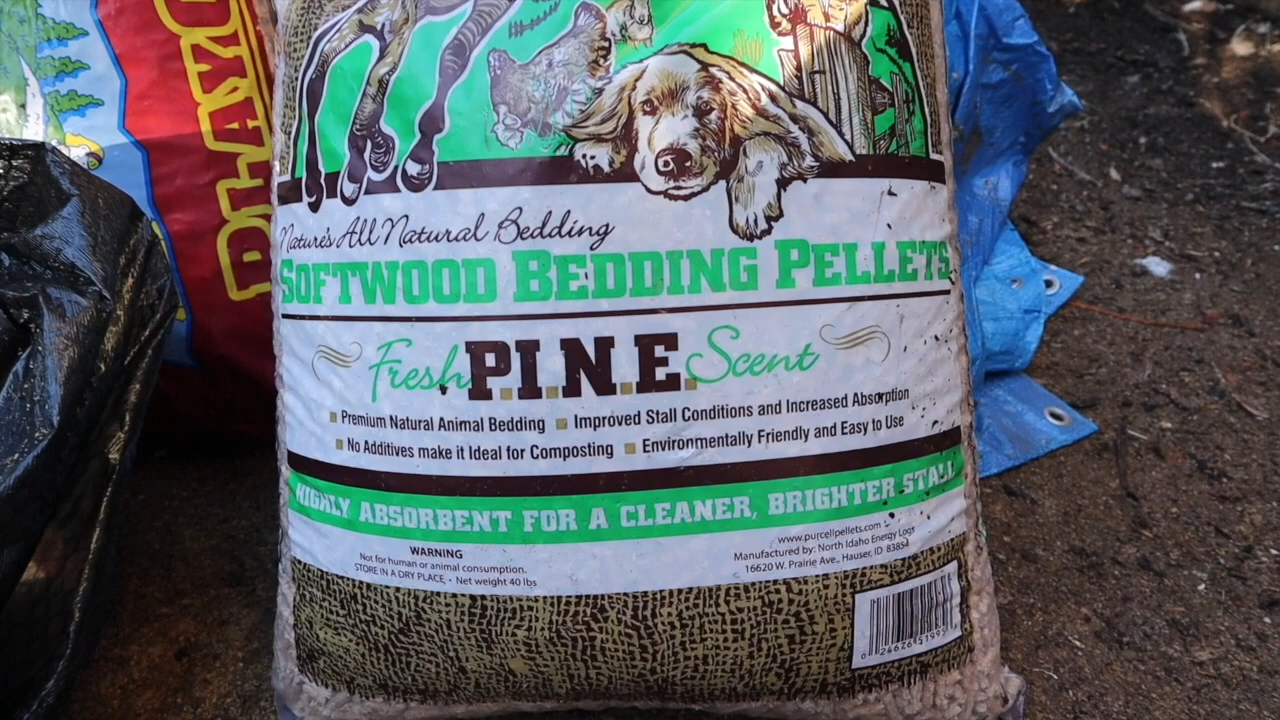 PLAYG
Nature's All Natural Bedding
SOFTWOOD BEDDING PELLETS
Fresh P.I.N.E. Scent
Premium Natural Animal Bedding Improved Stall Conditions and Increased Absorption
No Additives make it Ideal for Composting Environmentally Friendly and Easy to Use
HIGHLY ABSORBENT FOR A CLEANER, BRIGHTER STALL
WARNING
Not for human or animal consumption.
STORE IN A DRY PLACE • Net weight 40 lbs
www.purcellpellets.com
Manufactured by: North Idaho Energy Logs
16620 W. Prairie Ave., Hauser, ID 83854